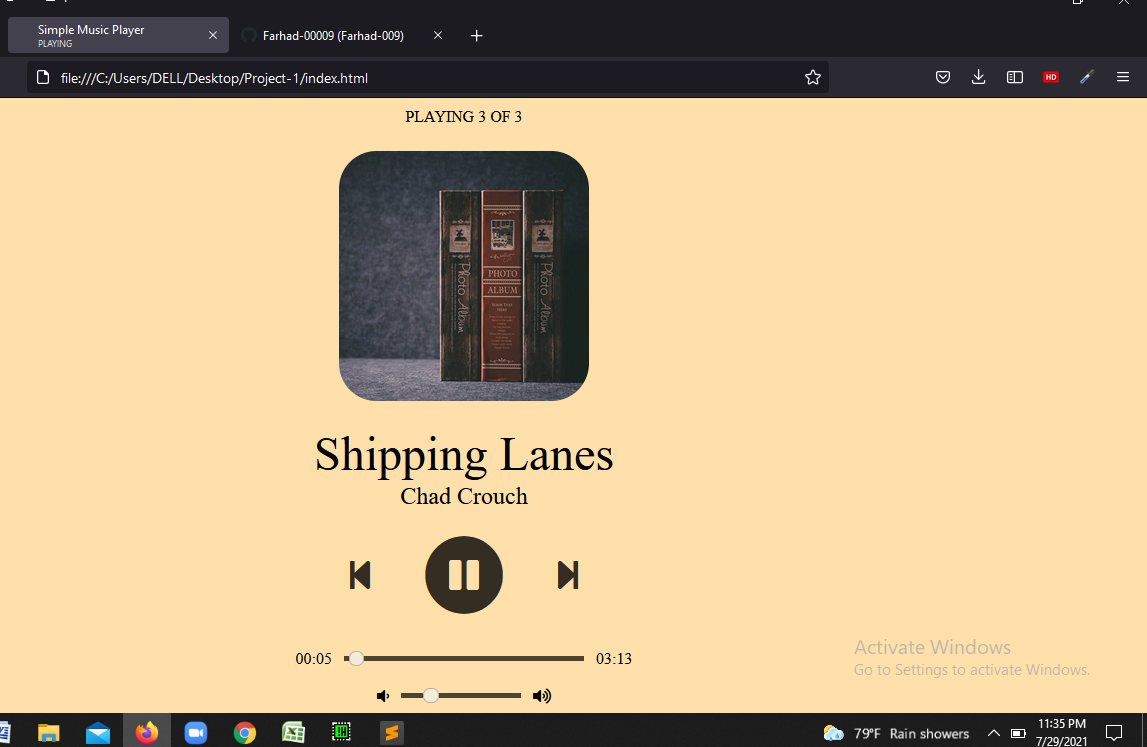 Simple Music Player
PLAYING
Farhad-00009 (Farhad-009)
file:///C:/Users/DELL/Desktop/Project-1/index.html
HD
PLAYING 3 OF 3
Photo Album
PHOTO
ALBUM
Photo Album
Shipping Lanes
Chad Crouch
00:05
03:13
Activate Windows
Go to Settings to activate Windows.
79°F Rain showers
11:35 PM
7/29/2021